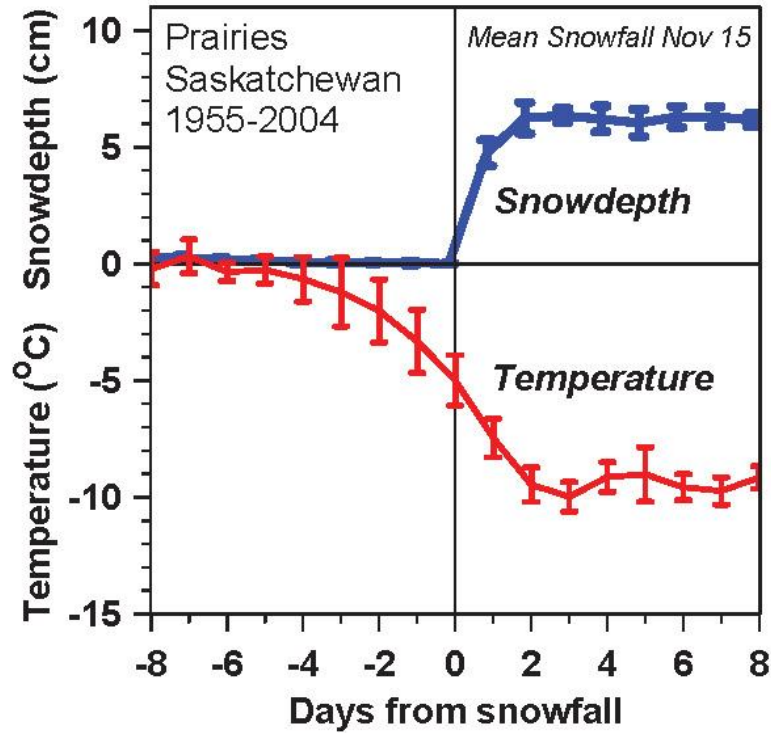 Prairies
Saskatchewan
1955-2004
Mean Snowfall Nov 15
Snowdepth
Temperature
Snowdepth (cm)
Temperature (°C)
10
5
0
-5
-10
-15
-8 -6 -4 -2 0 2 4 6 8
Days from snowfall